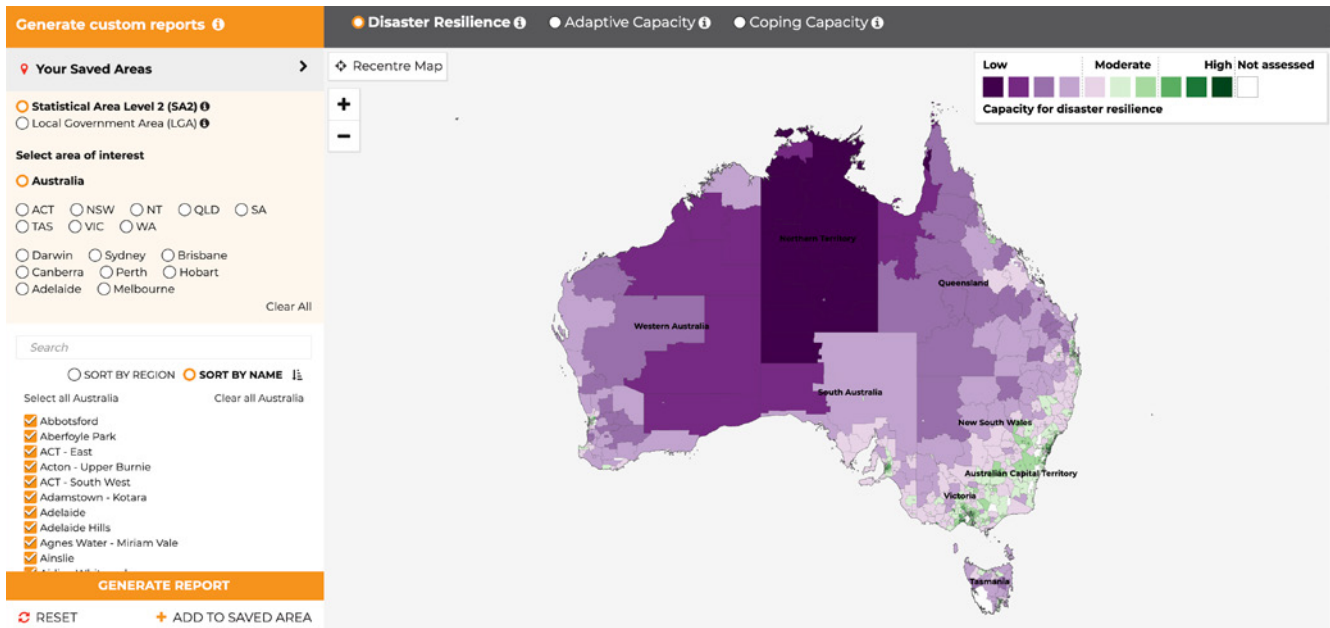 Generate custom reports
Disaster Resilience
Adaptive Capacity
Coping Capacity
Your Saved Areas
Statistical Area Level 2 (SA2)
Local Government Area (LGA)
Select area of interest
Australia
ACT NSW NT QLD SA
TAS VIC WA
Darwin Sydney Brisbane
Canberra Perth Hobart
Adelaide Melbourne
Clear All
Search
SORT BY REGION SORT BY NAME
Select all Australia Clear all Australia
Abbotsford
Aberfoyle Park
ACT - East
Acton - Upper Burnie
ACT - South West
Adamstown - Kotara
Adelaide
Adelaide Hills
Agnes Water - Miriam Vale
Ainslie
GENERATE REPORT
RESET + ADD TO SAVED AREA
Recentre Map
+
−
Low Moderate High Not assessed
Capacity for disaster resilience
Northern Territory
Queensland
Western Australia
South Australia
New South Wales
Australian Capital Territory
Victoria
Tasmania